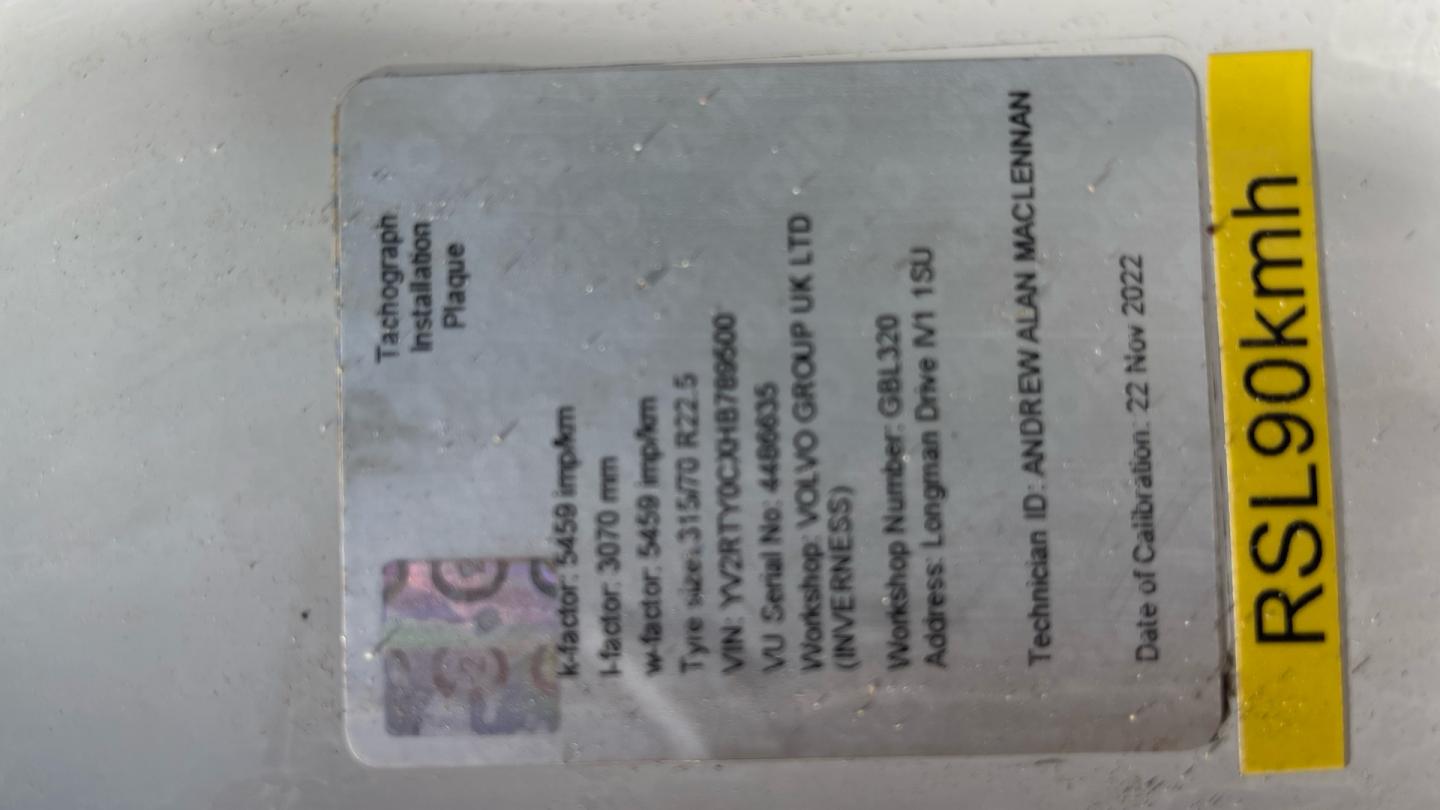 Tachograph
Installation
Plaque
k-factor: 5459 imp/km
l-factor: 3070 mm
w-factor: 5459 imp/km
Tyre size: 315/70 R22.5
VIN:
VU Serial No: 4486635
Workshop: VOLVO GROUP UK LTD
(INVERNESS)
Workshop Number: GBL320
Address: Longman Drive IV1 1SU
Technician ID: ANDREW ALAN MACLENNAN
Date of Calibration: 22 Nov 2022
RSL90kmh